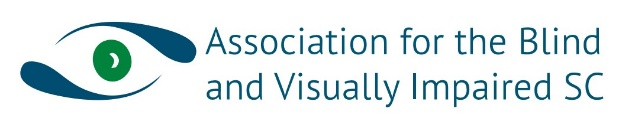 Association for the Blind
and Visually Impaired SC